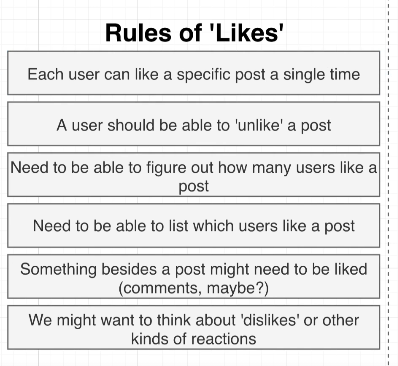 Rules of 'Likes'
Each user can like a specific post a single time
A user should be able to 'unlike' a post
Need to be able to figure out how many users like a
post
Need to be able to list which users like a post
Something besides a post might need to be liked
(comments, maybe?)
We might want to think about 'dislikes' or other
kinds of reactions